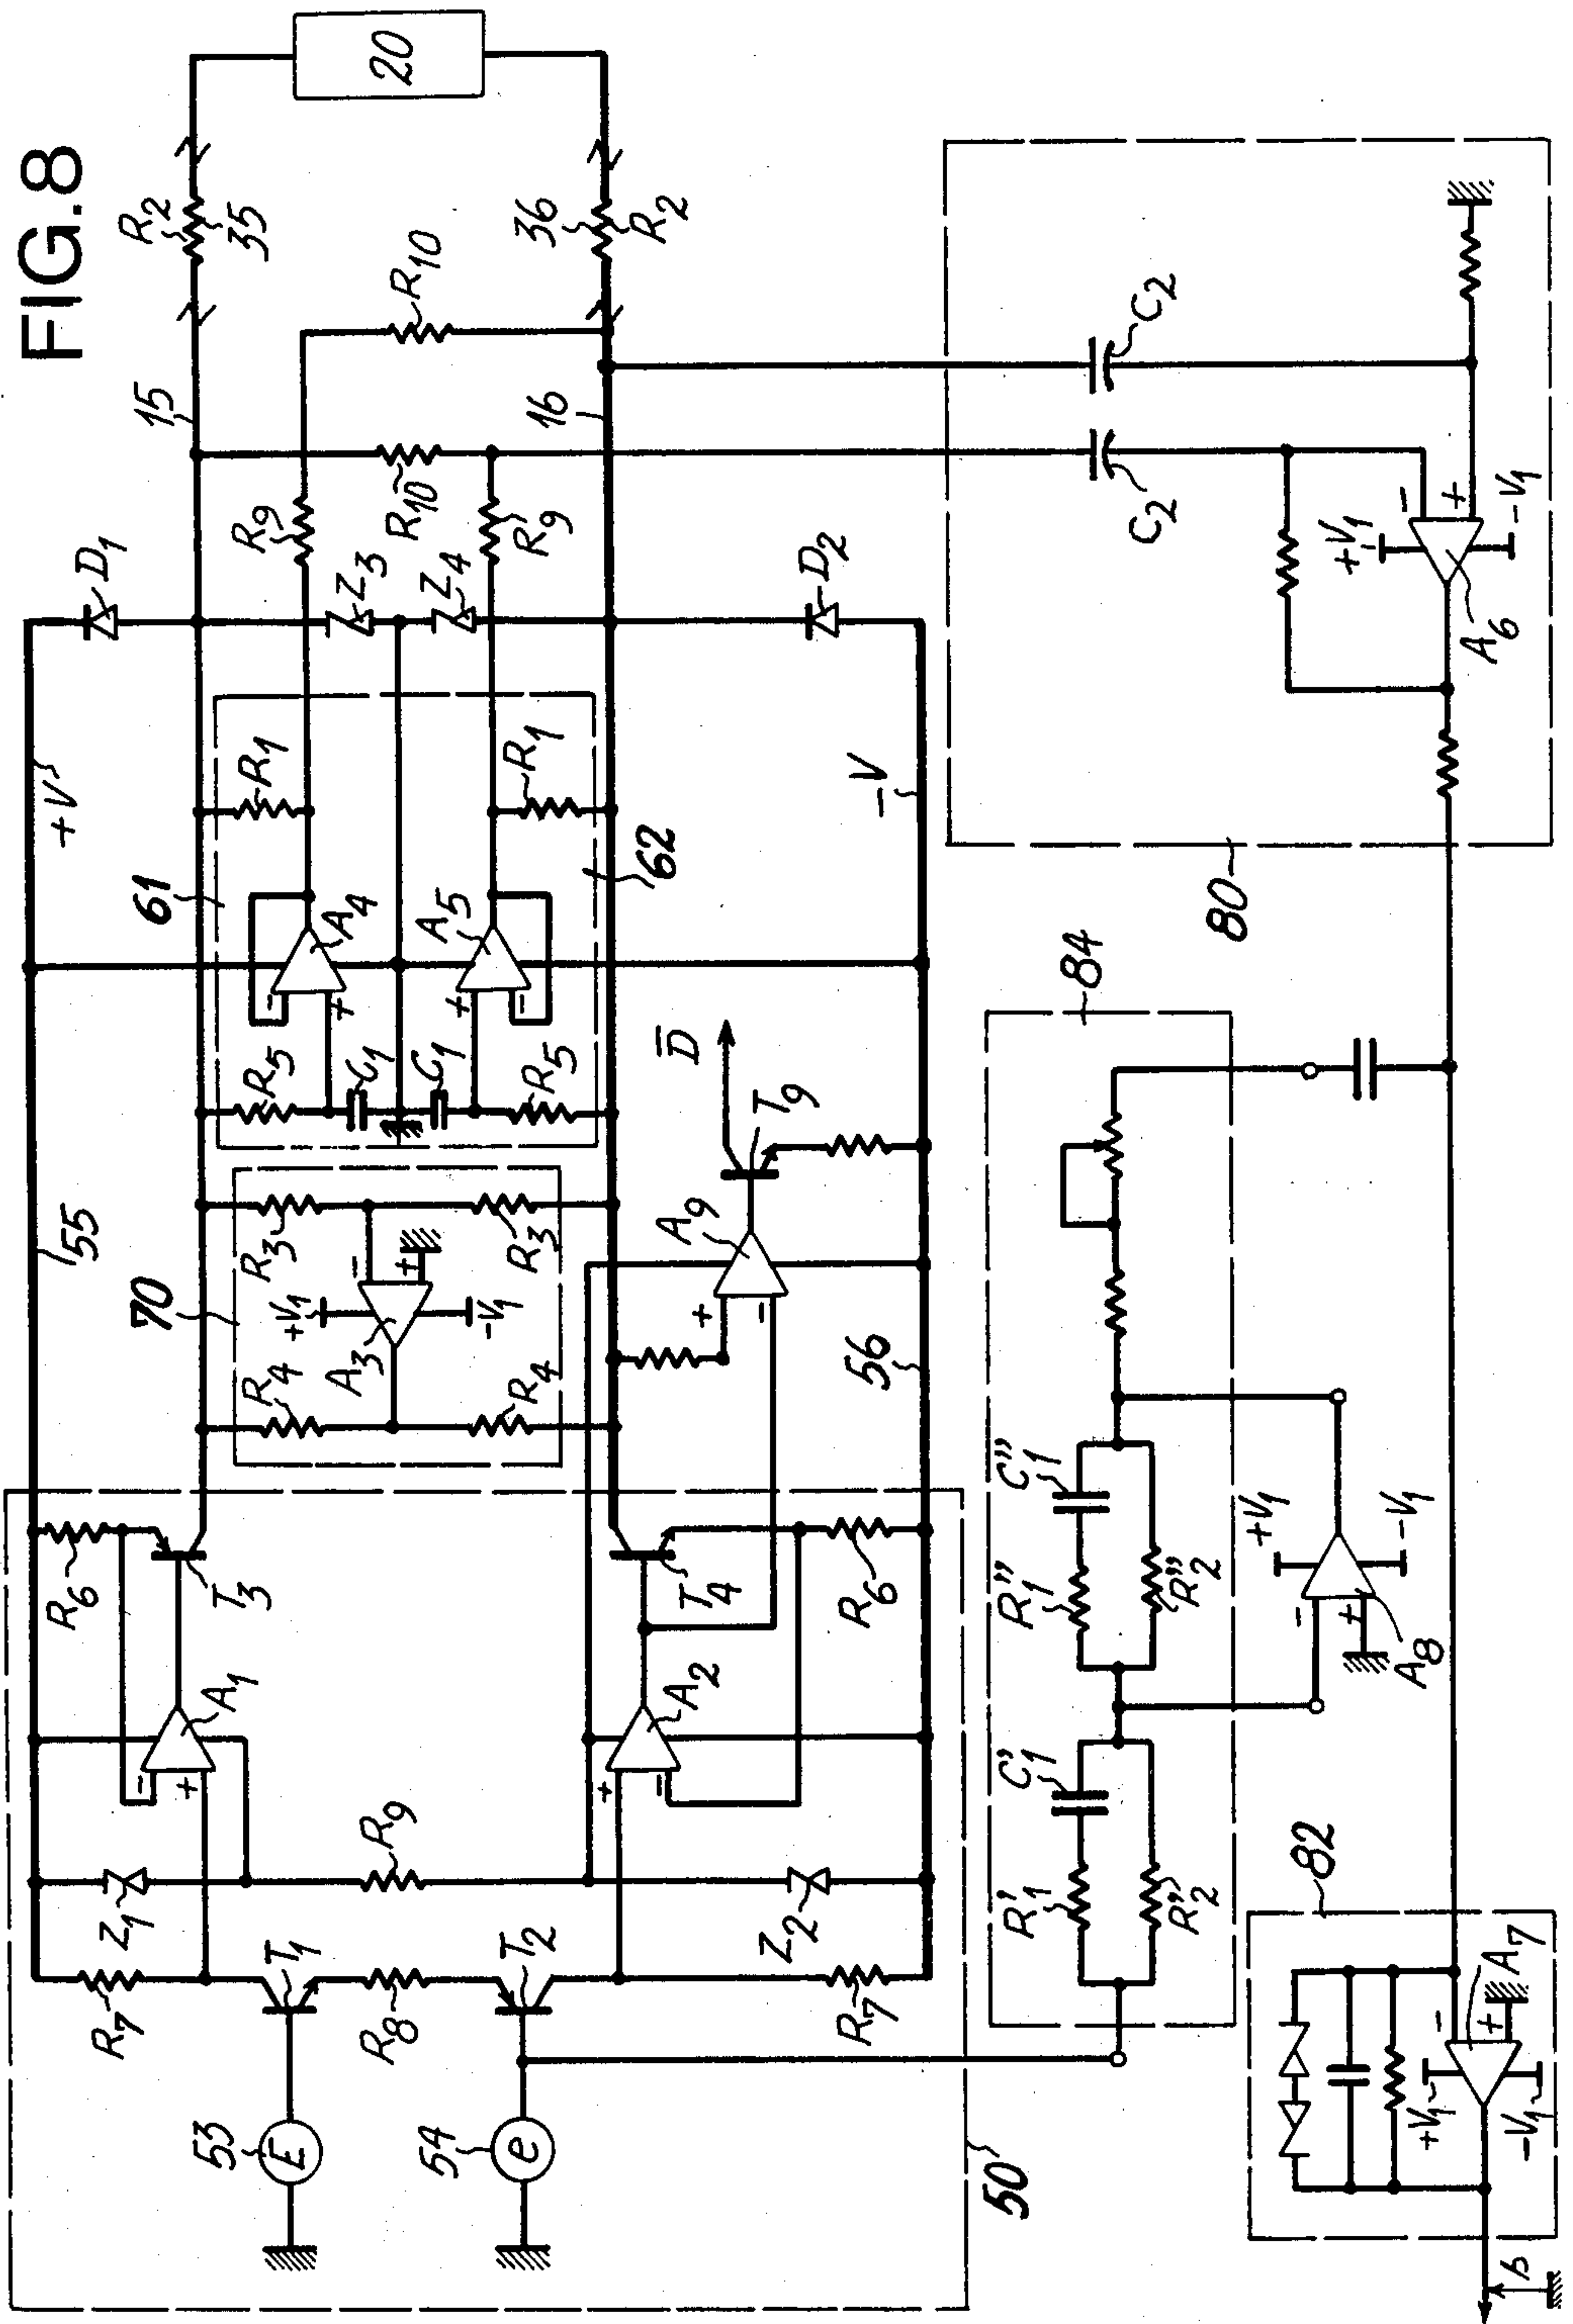 FIG.8
+V
55
D1
15
R2
35
20
R6
T3
A1
-
+
Z1
R7
T1
R8
T2
53
E
54
e
R9
A2
+
-
T4
R6
Z2
R7
50
70
R4
R3
+V1
A3
-
+
-V1
R4
R3
61
R5
C1
C1
R5
-
+
A4
+
-
A5
R1
R1
62
R9
R10
Z3
R10
Z4
R'9
16
36
R2
D2
-V
A9
+
-
T9
D̅
56
84
R'1
C'1
R"2
R"1
C"1
R"2
+V1
-
+
-V1
A8
80
C2
C2
+V1
-
+
-V1
A6
82
A7
-
+
+V1
-V1